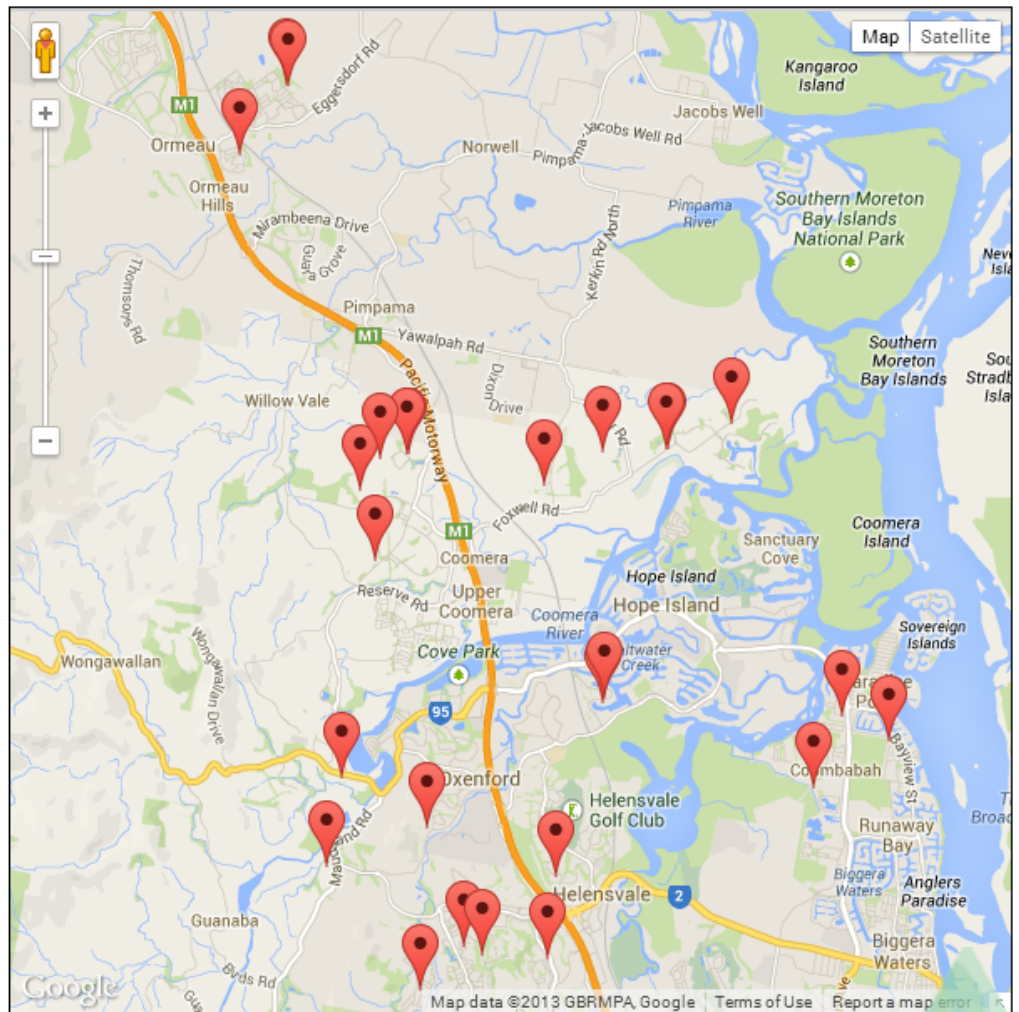 Map
Satellite
Kangaroo
Island
Eggersdorf Rd
M1
Jacobs Well
Jacobs Well Rd
Ormeau
Norwell
Pimpama-
Ormeau
Hills
Southern Moreton
Bay Islands
National Park
Pimpama
River
Mirambeena Drive
Kerkin Rd North
Grove
Thomsons Rd
Pimpama
M1
Yawalpah Rd
Southern
Moreton
Bay Islands
Pacific Motorway
Dixon
Drive
Willow Vale
Rd
Foxwell Rd
M1
Coomera
Island
Sanctuary
Cove
Coomera
Hope Island
Reserve Rd
Upper
Coomera
Hope Island
Coomera
River
Sovereign
Islands
Wongawallan
Wongawallan Drive
Cove Park
Creek
95
Bayview St
Oxenford
Coombabah
Helensvale
Golf Club
Runaway
Bay
Biggera
Waters
Anglers
Paradise
Helensvale
2
Guanaba
Biggera
Waters
Byds Rd
Google
Map data ©2013 GBRMPA, Google
Terms of Use
Report a map error